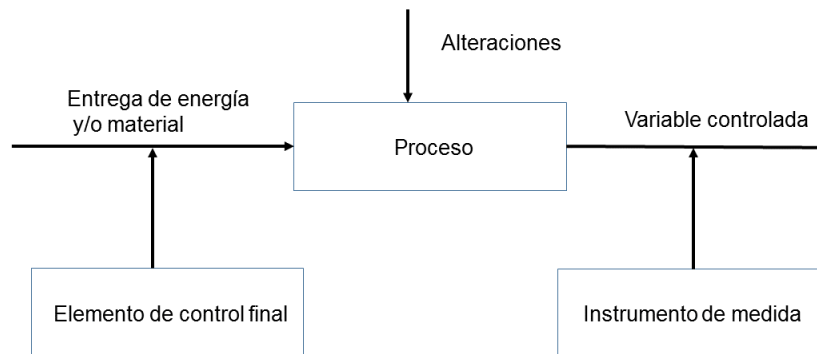 Alteraciones
Entrega de energía
y/o material
Proceso
Variable controlada
Elemento de control final
Instrumento de medida